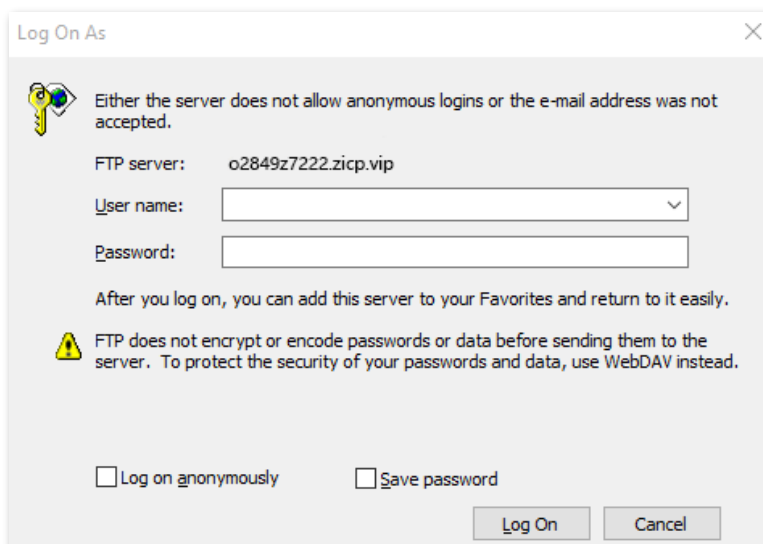 Log On As
Either the server does not allow anonymous logins or the e-mail address was not
accepted.
FTP server: o2849z7222.zicp.vip
User name:
Password:
After you log on, you can add this server to your Favorites and return to it easily.
FTP does not encrypt or encode passwords or data before sending them to the
server.  To protect the security of your passwords and data, use WebDAV instead.
Log on anonymously Save password
Log On Cancel